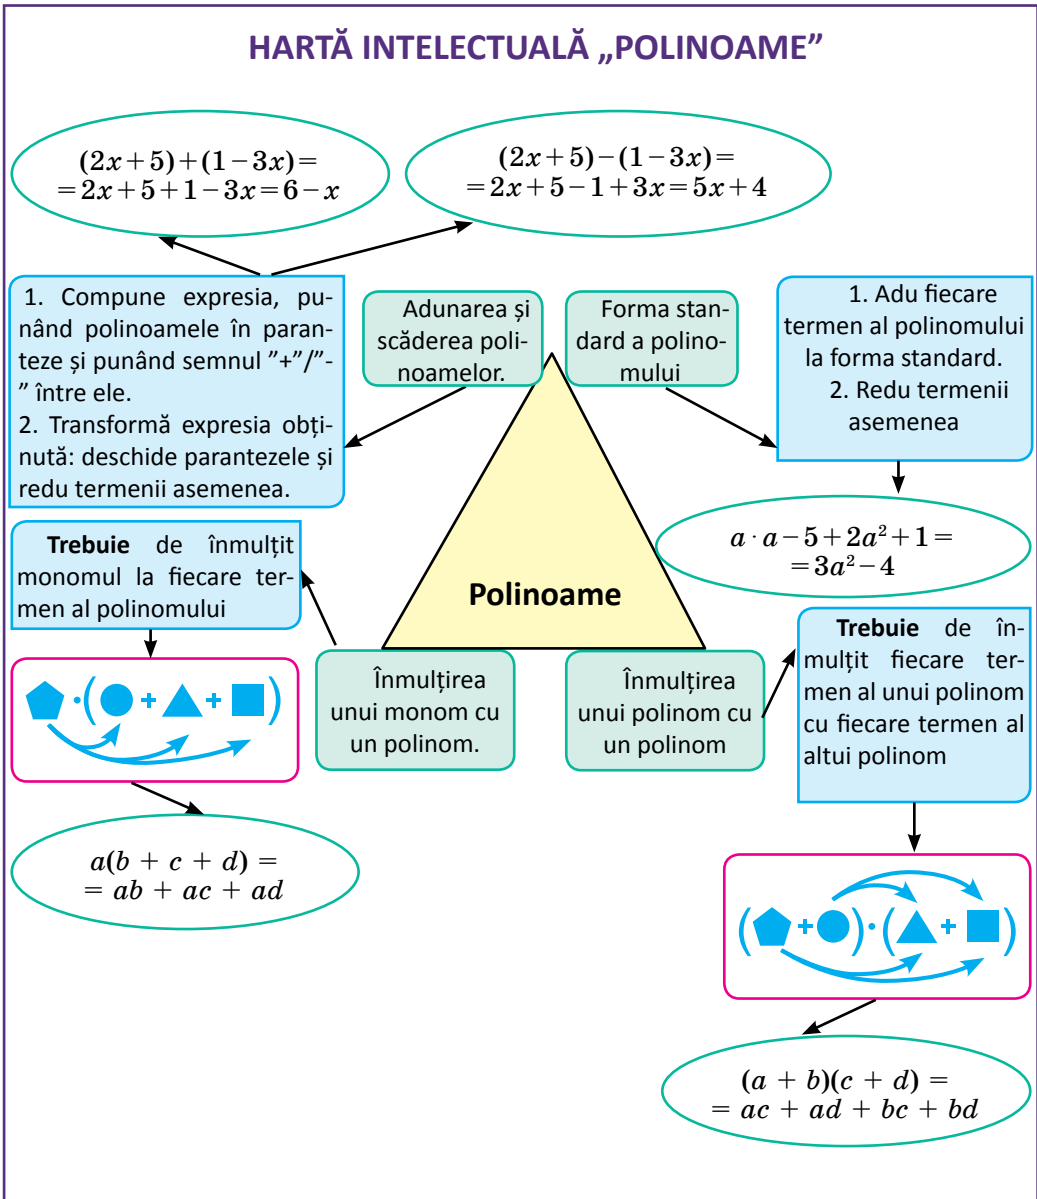 HARTĂ INTELECTUALĂ „POLINOAME”
(2x+5)+(1−3x)=
=2x+5+1−3x=6−x
(2x+5)−(1−3x)=
=2x+5−1+3x=5x+4
1. Compune expresia, pu-
nând polinoamele în paran-
teze și punând semnul ”+”/”-
” între ele.
2. Transformă expresia obți-
nută: deschide parantezele și
redu termenii asemenea.
Adunarea și
scăderea poli-
noamelor.
Forma stan-
dard a polino-
mului
1. Adu fiecare
termen al polinomului
la forma standard.
2. Redu termenii
asemenea
a · a−5+2a²+1=
=3a²−4
Trebuie de înmulțit
monomul la fiecare ter-
men al polinomului
Polinoame
Trebuie de în-
mulțit fiecare ter-
men al unui polinom
cu fiecare termen al
altui polinom
Înmulțirea
unui monom cu
un polinom.
Înmulțirea
unui polinom cu
un polinom
a(b + c + d) =
= ab + ac + ad
(a + b)(c + d) =
= ac + ad + bc + bd